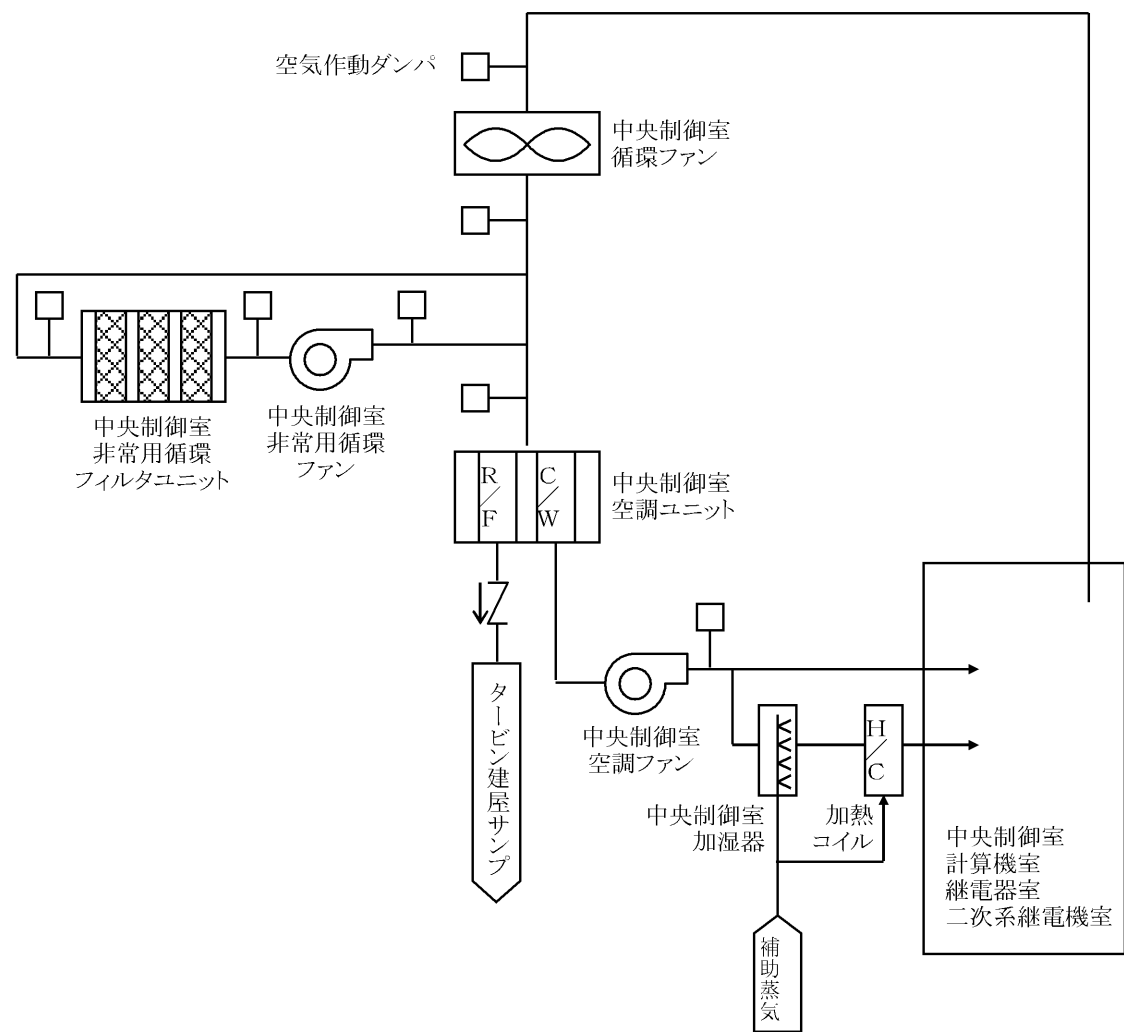 空気作動ダンパ
中央制御室
循環ファン
中央制御室
非常用循環
フィルタユニット
中央制御室
非常用循環
ファン
R/F
C/W
中央制御室
空調ユニット
タービン建屋サンプ
中央制御室
空調ファン
H/C
中央制御室
加湿器
加熱
コイル
補助蒸気
中央制御室
計算機室
継電器室
二次系継電機室